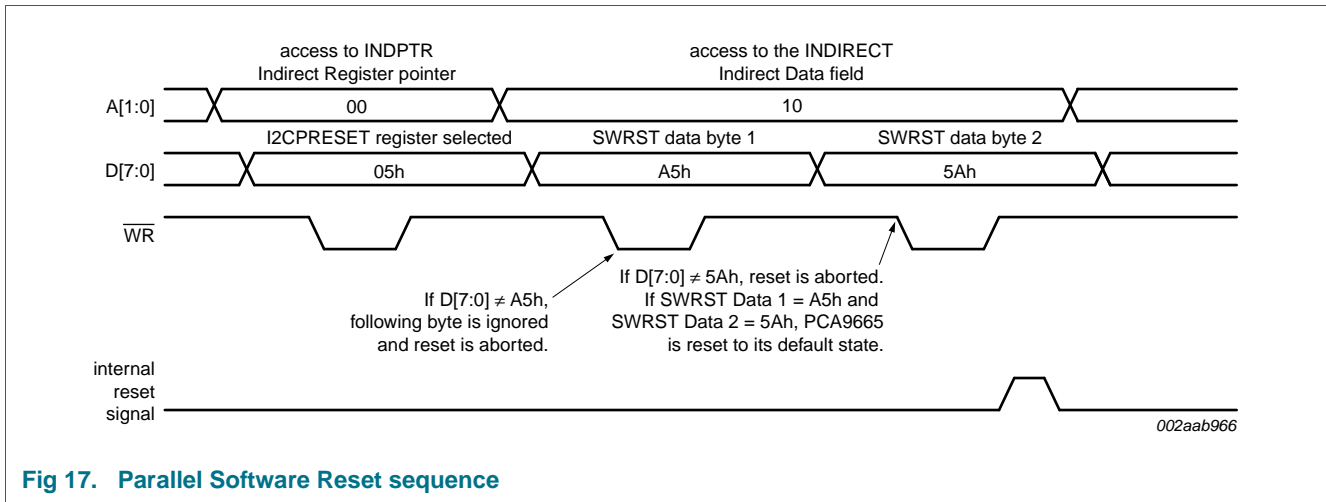 access to INDPTR
Indirect Register pointer
access to the INDIRECT
Indirect Data field
A[1:0]
00
10
I2CPRESET register selected
SWRST data byte 1
SWRST data byte 2
D[7:0]
05h
A5h
5Ah
WR
If D[7:0] ≠ A5h,
following byte is ignored
and reset is aborted.
If D[7:0] ≠ 5Ah, reset is aborted.
If SWRST Data 1 = A5h and
SWRST Data 2 = 5Ah, PCA9665
is reset to its default state.
internal
reset
signal
002aab966
Fig 17. Parallel Software Reset sequence